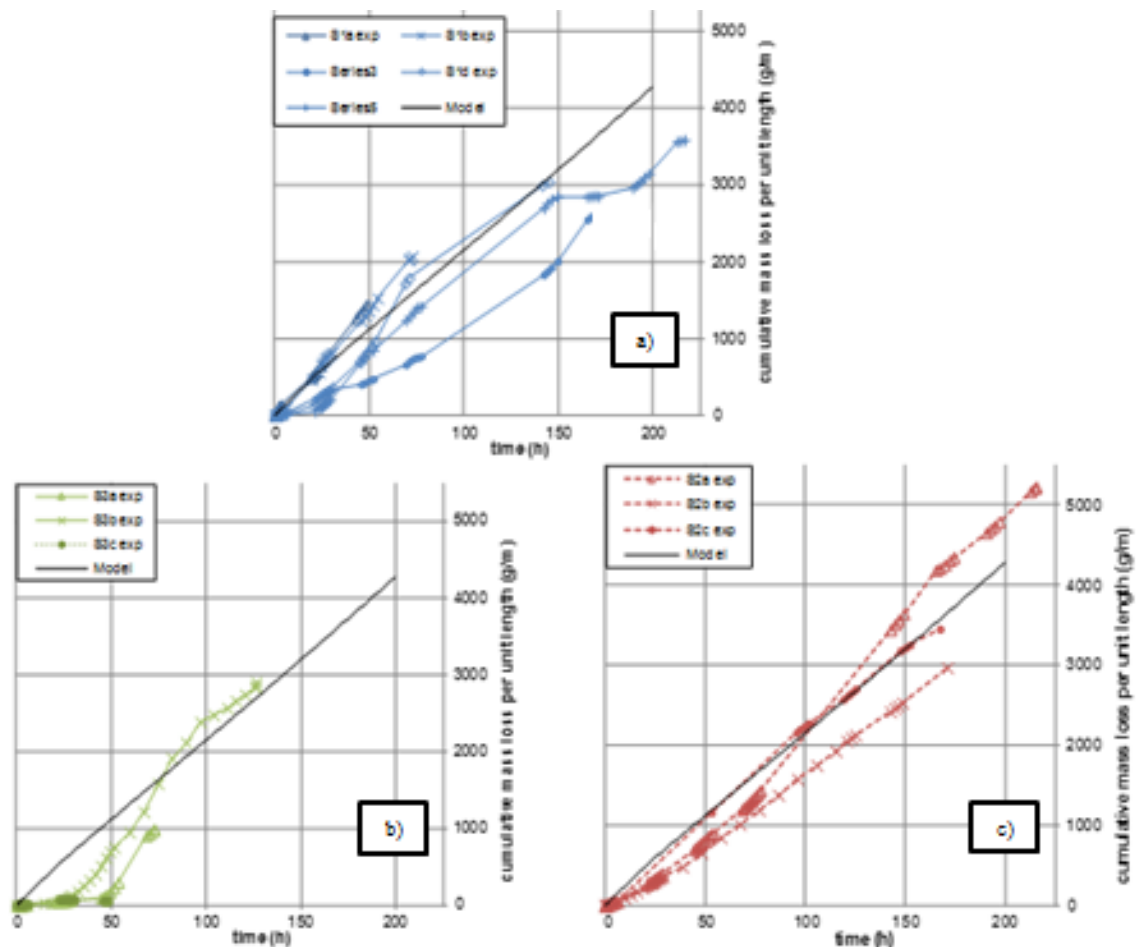 S1a exp S1b exp
Series3 S1d exp
Series5 Model
5000
4000
3000
2000
1000
0
cumulative mass loss per unit length (g/m)
a)
0 50 100 150 200
time (h)
S3a exp
S3b exp
S3c exp
Model
5000
4000
3000
2000
1000
0
cumulative mass loss per unit length (g/m)
b)
0 50 100 150 200
time (h)
S2a exp
S2b exp
S2c exp
Model
5000
4000
3000
2000
1000
0
cumulative mass loss per unit length (g/m)
c)
0 50 100 150 200
time (h)